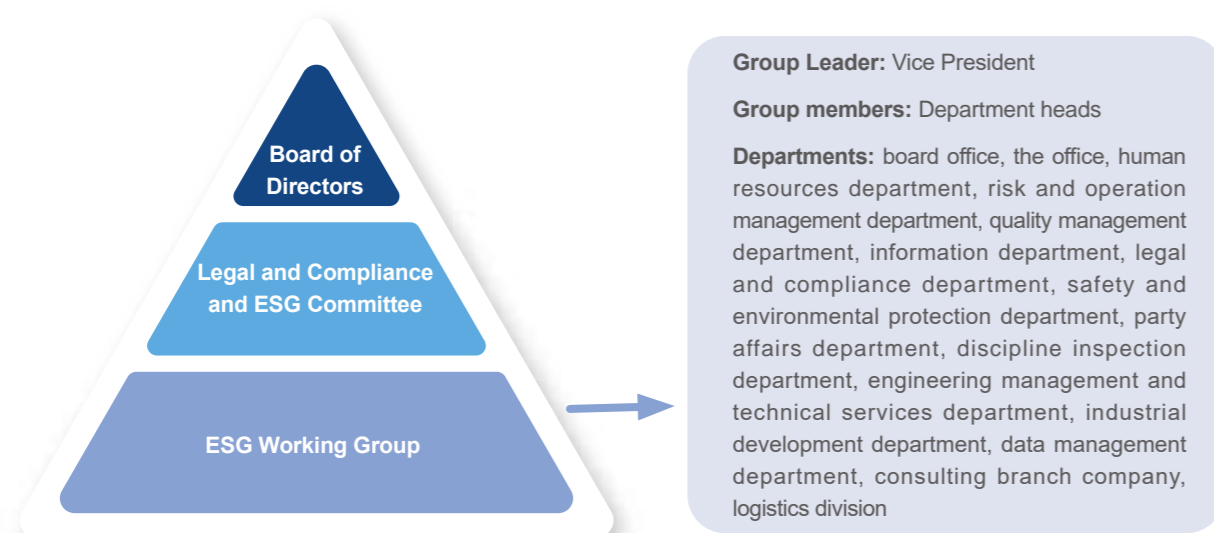 Board of
Directors
Legal and Compliance
and ESG Committee
ESG Working Group
Group Leader: Vice President
Group members: Department heads
Departments: board office, the office, human
resources department, risk and operation
management department, quality management
department, information department, legal
and compliance department, safety and
environmental protection department, party
affairs department, discipline inspection
department, engineering management and
technical services department, industrial
development department, data management
department, consulting branch company,
logistics division